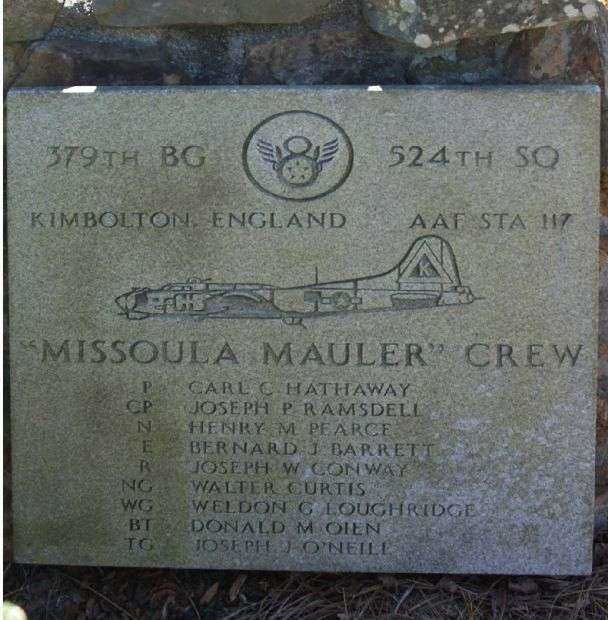 379TH BG 8 524TH SQ
KIMBOLTON, ENGLAND AAF STA 117
K
"MISSOULA MAULER" CREW
P CARL C HATHAWAY
CP JOSEPH P RAMSDELL
N HENRY M PEARCE
E BERNARD J BARRETT
R JOSEPH W CONWAY
NG WALTER CURTIS
WG WELDON G LOUGHRIDGE
BT DONALD M OIEN
TG JOSEPH J O'NEILL